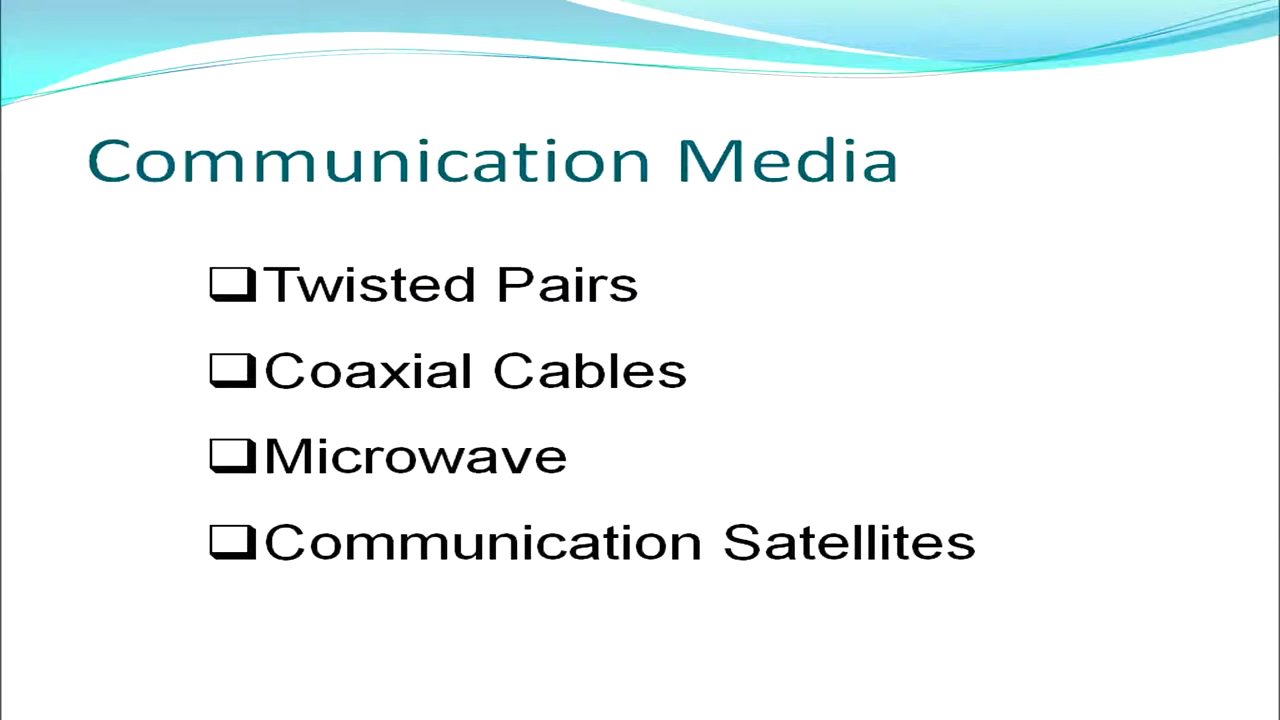 Communication Media
❑Twisted Pairs
❑Coaxial Cables
❑Microwave
❑Communication Satellites